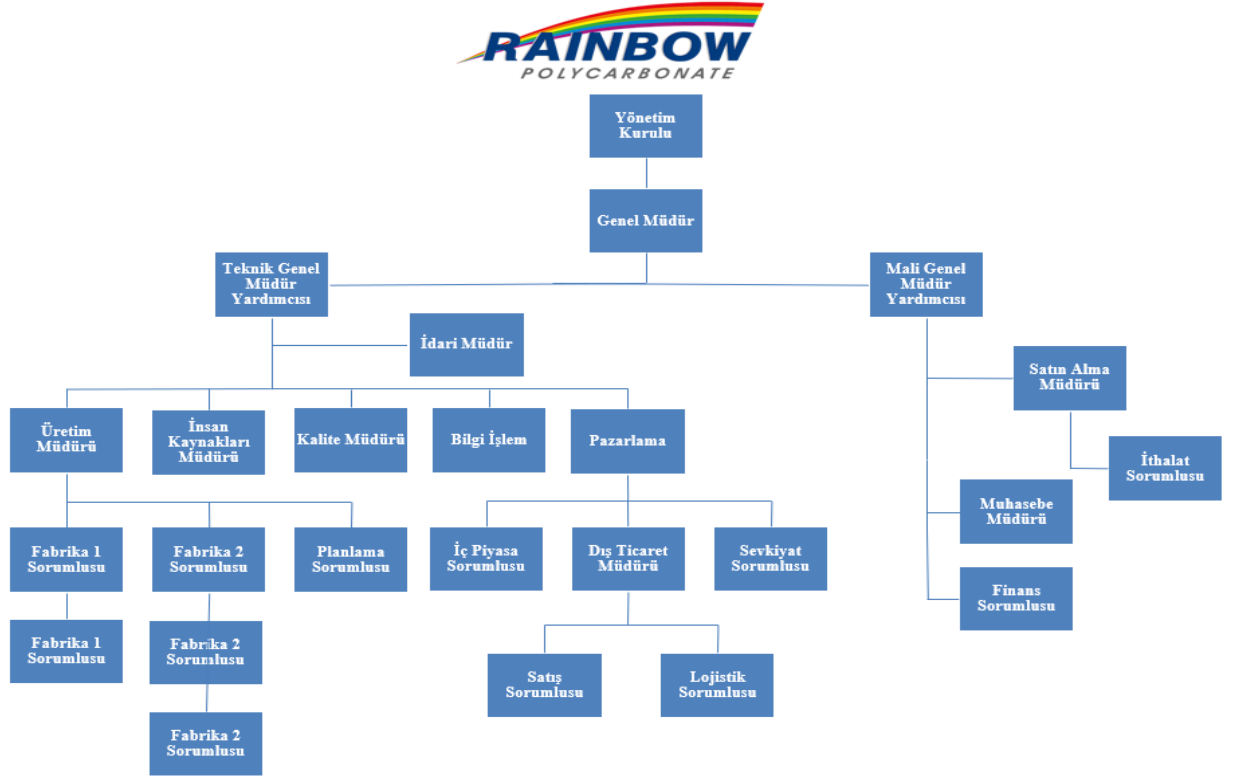 RAINBOW
POLYCARBONATE
Yönetim
Kurulu
Genel Müdür
Teknik Genel
Müdür
Yardımcısı
Mali Genel
Müdür
Yardımcısı
İdari Müdür
Satın Alma
Müdürü
Üretim
Müdürü
İnsan
Kaynakları
Müdürü
Kalite Müdürü
Bilgi İşlem
Pazarlama
İthalat
Sorumlusu
Muhasebe
Müdürü
Fabrika 1
Sorumlusu
Fabrika 2
Sorumlusu
Planlama
Sorumlusu
İç Piyasa
Sorumlusu
Dış Ticaret
Müdürü
Sevkiyat
Sorumlusu
Finans
Sorumlusu
Fabrika 1
Sorumlusu
Fabrika 2
Sorumlusu
Satış
Sorumlusu
Lojistik
Sorumlusu
Fabrika 2
Sorumlusu